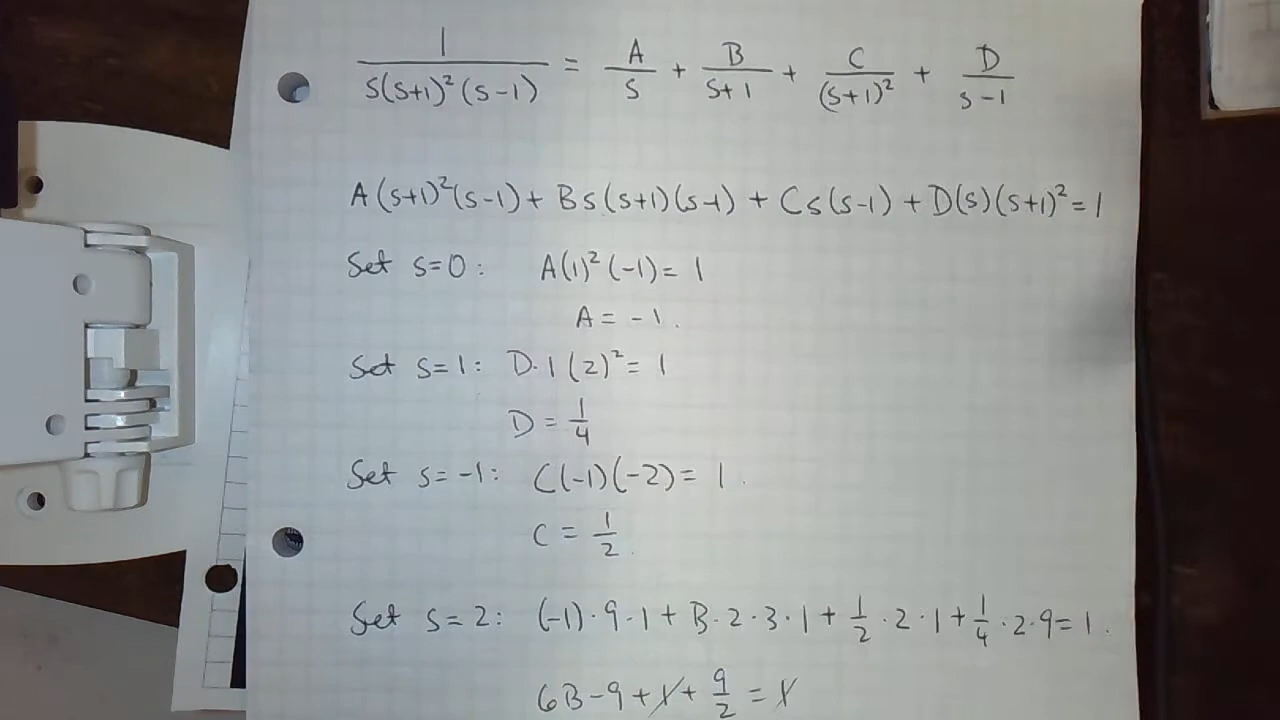 1/(s(s+1)²(s-1)) = A/s + B/(s+1) + C/(s+1)² + D/(s-1)
A(s+1)²(s-1) + Bs(s+1)(s-1) + Cs(s-1) + D(s)(s+1)² = 1
Set s=0: A(1)²(-1) = 1
A = -1.
Set s=1: D·1(2)² = 1
D = 1/4
Set s=-1: C(-1)(-2) = 1.
C = 1/2.
Set s=2: (-1)·9·1 + B·2·3·1 + 1/2·2·1 + 1/4·2·9 = 1.
6B - 9 + 1 + 9/2 = 1